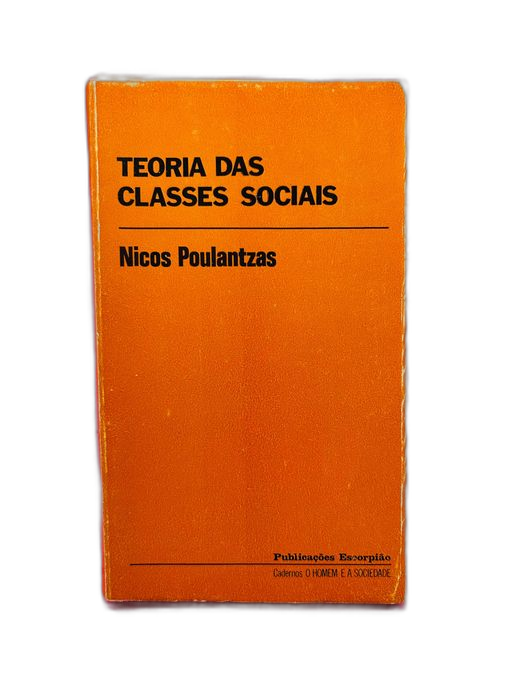 TEORIA DAS
CLASSES SOCIAIS
Nicos Poulantzas
Publicações Escorpião
Cadernos O HOMEM E A SOCIEDADE